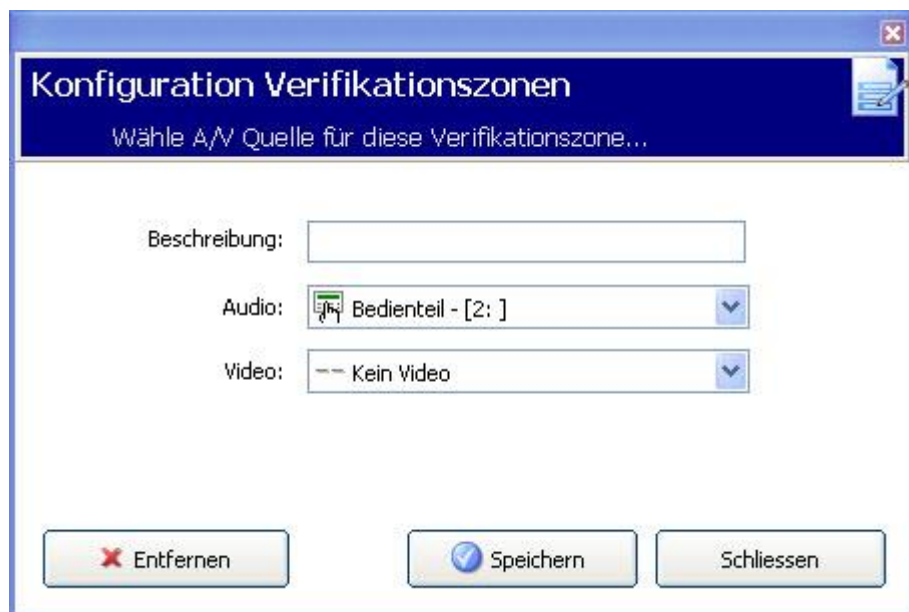 Konfiguration Verifikationszonen
Wähle A/V Quelle für diese Verifikationszone...
Beschreibung:
Audio: Bedienteil - [2: ]
Video: -- Kein Video
Entfernen Speichern Schliessen